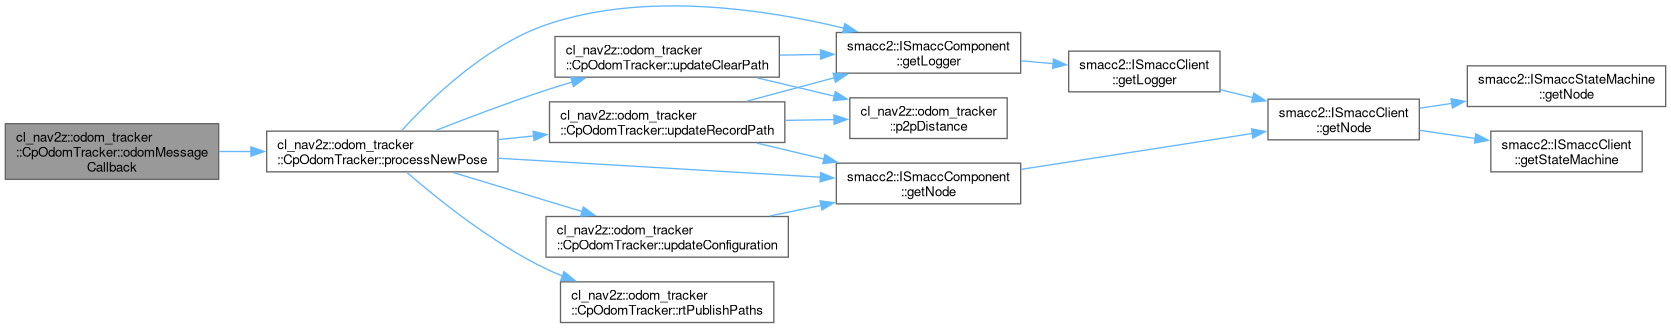 cl_nav2z::odom_tracker
::CpOdomTracker::odomMessage
Callback
cl_nav2z::odom_tracker
::CpOdomTracker::processNewPose
cl_nav2z::odom_tracker
::CpOdomTracker::updateClearPath
cl_nav2z::odom_tracker
::CpOdomTracker::updateRecordPath
cl_nav2z::odom_tracker
::CpOdomTracker::updateConfiguration
cl_nav2z::odom_tracker
::CpOdomTracker::rtPublishPaths
smacc2::ISmaccComponent
::getLogger
cl_nav2z::odom_tracker
::p2pDistance
smacc2::ISmaccComponent
::getNode
smacc2::ISmaccClient
::getLogger
smacc2::ISmaccClient
::getNode
smacc2::ISmaccStateMachine
::getNode
smacc2::ISmaccClient
::getStateMachine